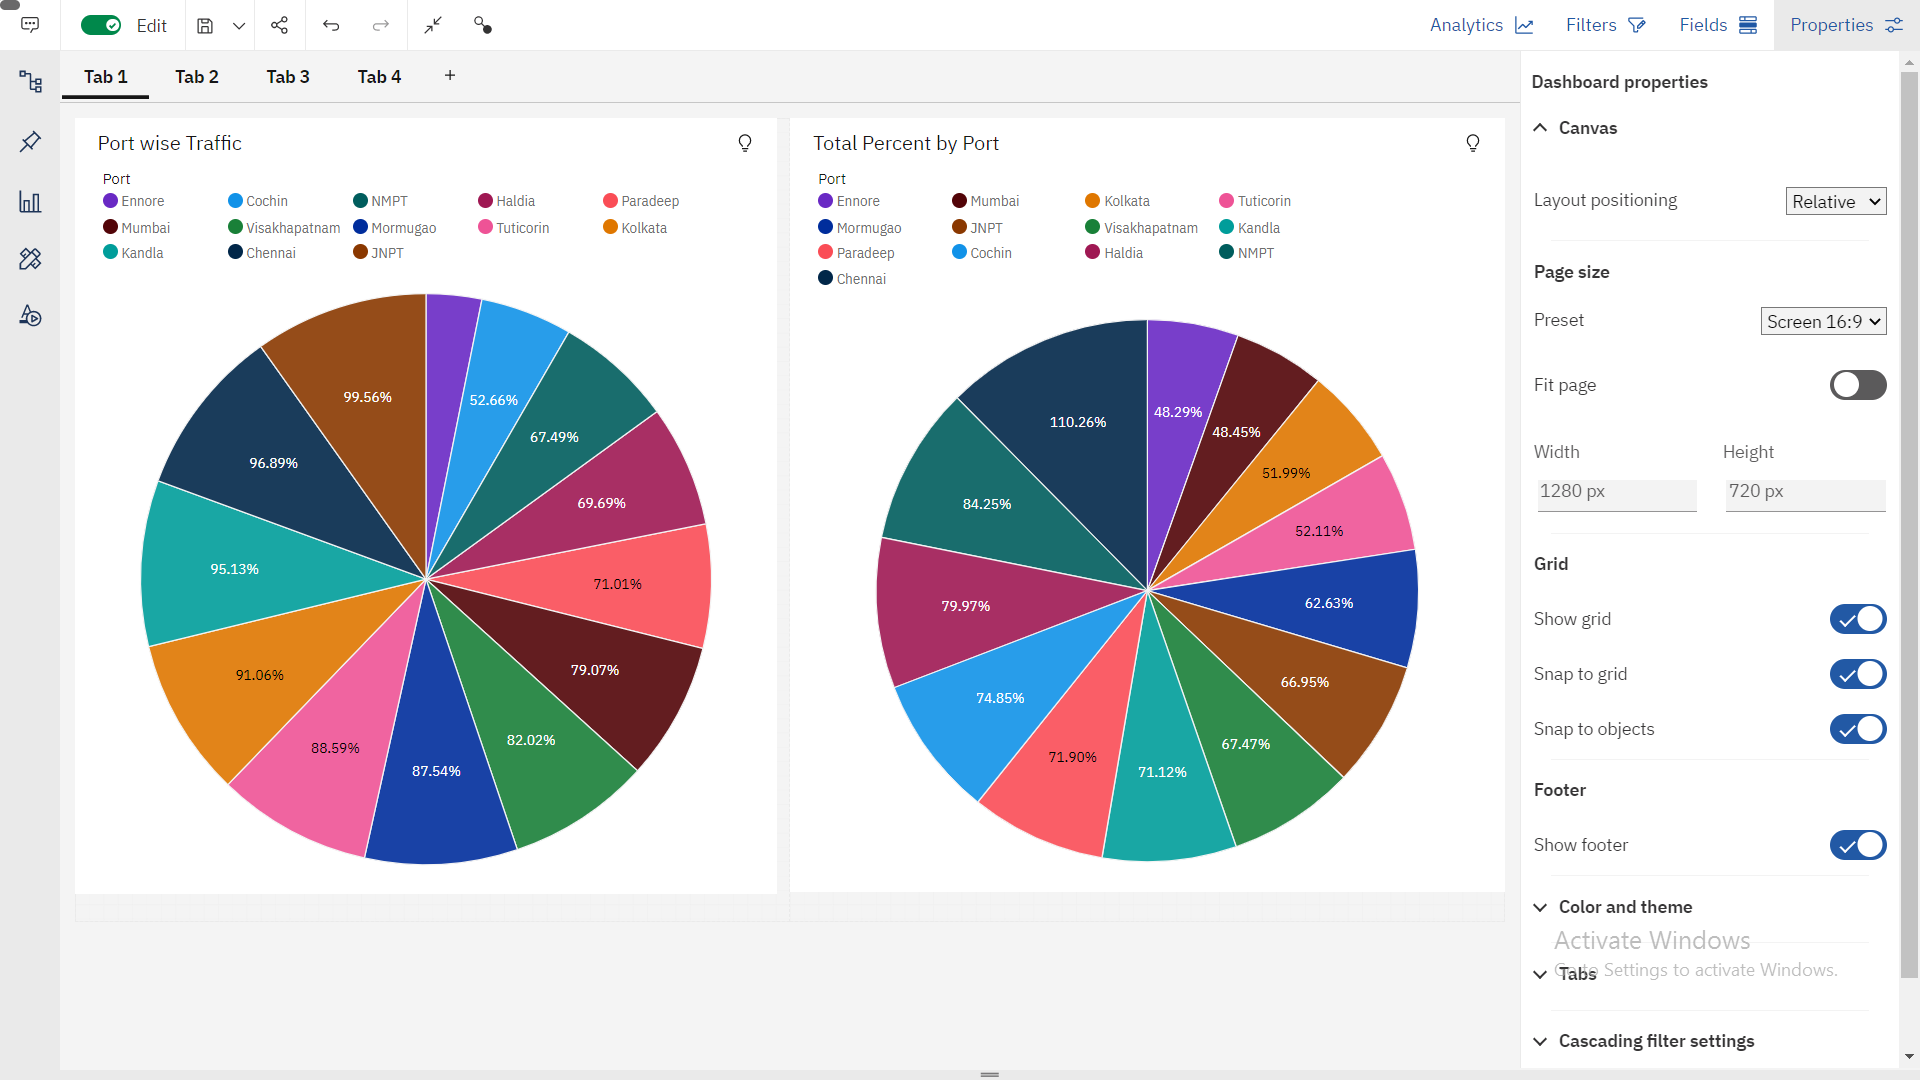 Edit
Analytics
Filters
Fields
Properties
Tab 1
Tab 2
Tab 3
Tab 4
+
Port wise Traffic
Port
Ennore
Cochin
NMPT
Haldia
Paradeep
Mumbai
Visakhapatnam
Mormugao
Tuticorin
Kolkata
Kandla
Chennai
JNPT
99.56%
52.66%
67.49%
96.89%
69.69%
95.13%
71.01%
91.06%
79.07%
88.59%
87.54%
82.02%
Total Percent by Port
Port
Ennore
Mumbai
Kolkata
Tuticorin
Mormugao
JNPT
Visakhapatnam
Kandla
Paradeep
Cochin
Haldia
NMPT
Chennai
110.26%
48.29%
48.45%
51.99%
84.25%
52.11%
79.97%
62.63%
74.85%
66.95%
71.90%
71.12%
67.47%
Dashboard properties
Canvas
Layout positioning
Relative
Page size
Preset
Screen 16:9
Fit page
Width
Height
1280 px
720 px
Grid
Show grid
Snap to grid
Snap to objects
Footer
Show footer
Color and theme
Activate Windows
Go to Settings to activate Windows.
Tabs
Cascading filter settings